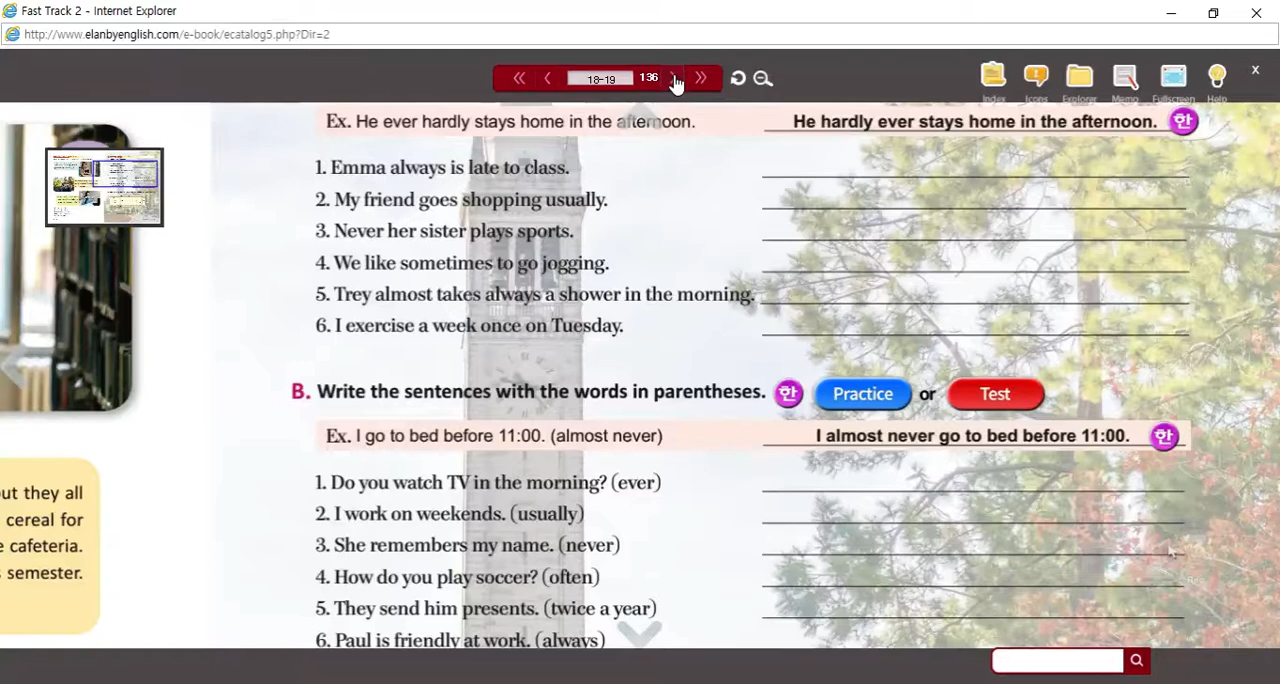 Fast Track 2 - Internet Explorer
http://www.elanbyenglish.com/e-book/ecatalog5.php?Dir=2
18-19 136
Index Icons Explorer Memo Fullscreen Help X
Ex. He ever hardly stays home in the afternoon. He hardly ever stays home in the afternoon. 한
1. Emma always is late to class.
2. My friend goes shopping usually.
3. Never her sister plays sports.
4. We like sometimes to go jogging.
5. Trey almost takes always a shower in the morning.
6. I exercise a week once on Tuesday.
B. Write the sentences with the words in parentheses. 한 Practice or Test
Ex. I go to bed before 11:00. (almost never) I almost never go to bed before 11:00. 한
1. Do you watch TV in the morning? (ever)
2. I work on weekends. (usually)
3. She remembers my name. (never)
4. How do you play soccer? (often)
5. They send him presents. (twice a year)
6. Paul is friendly at work. (always)
ut they all
cereal for
e cafeteria.
semester.